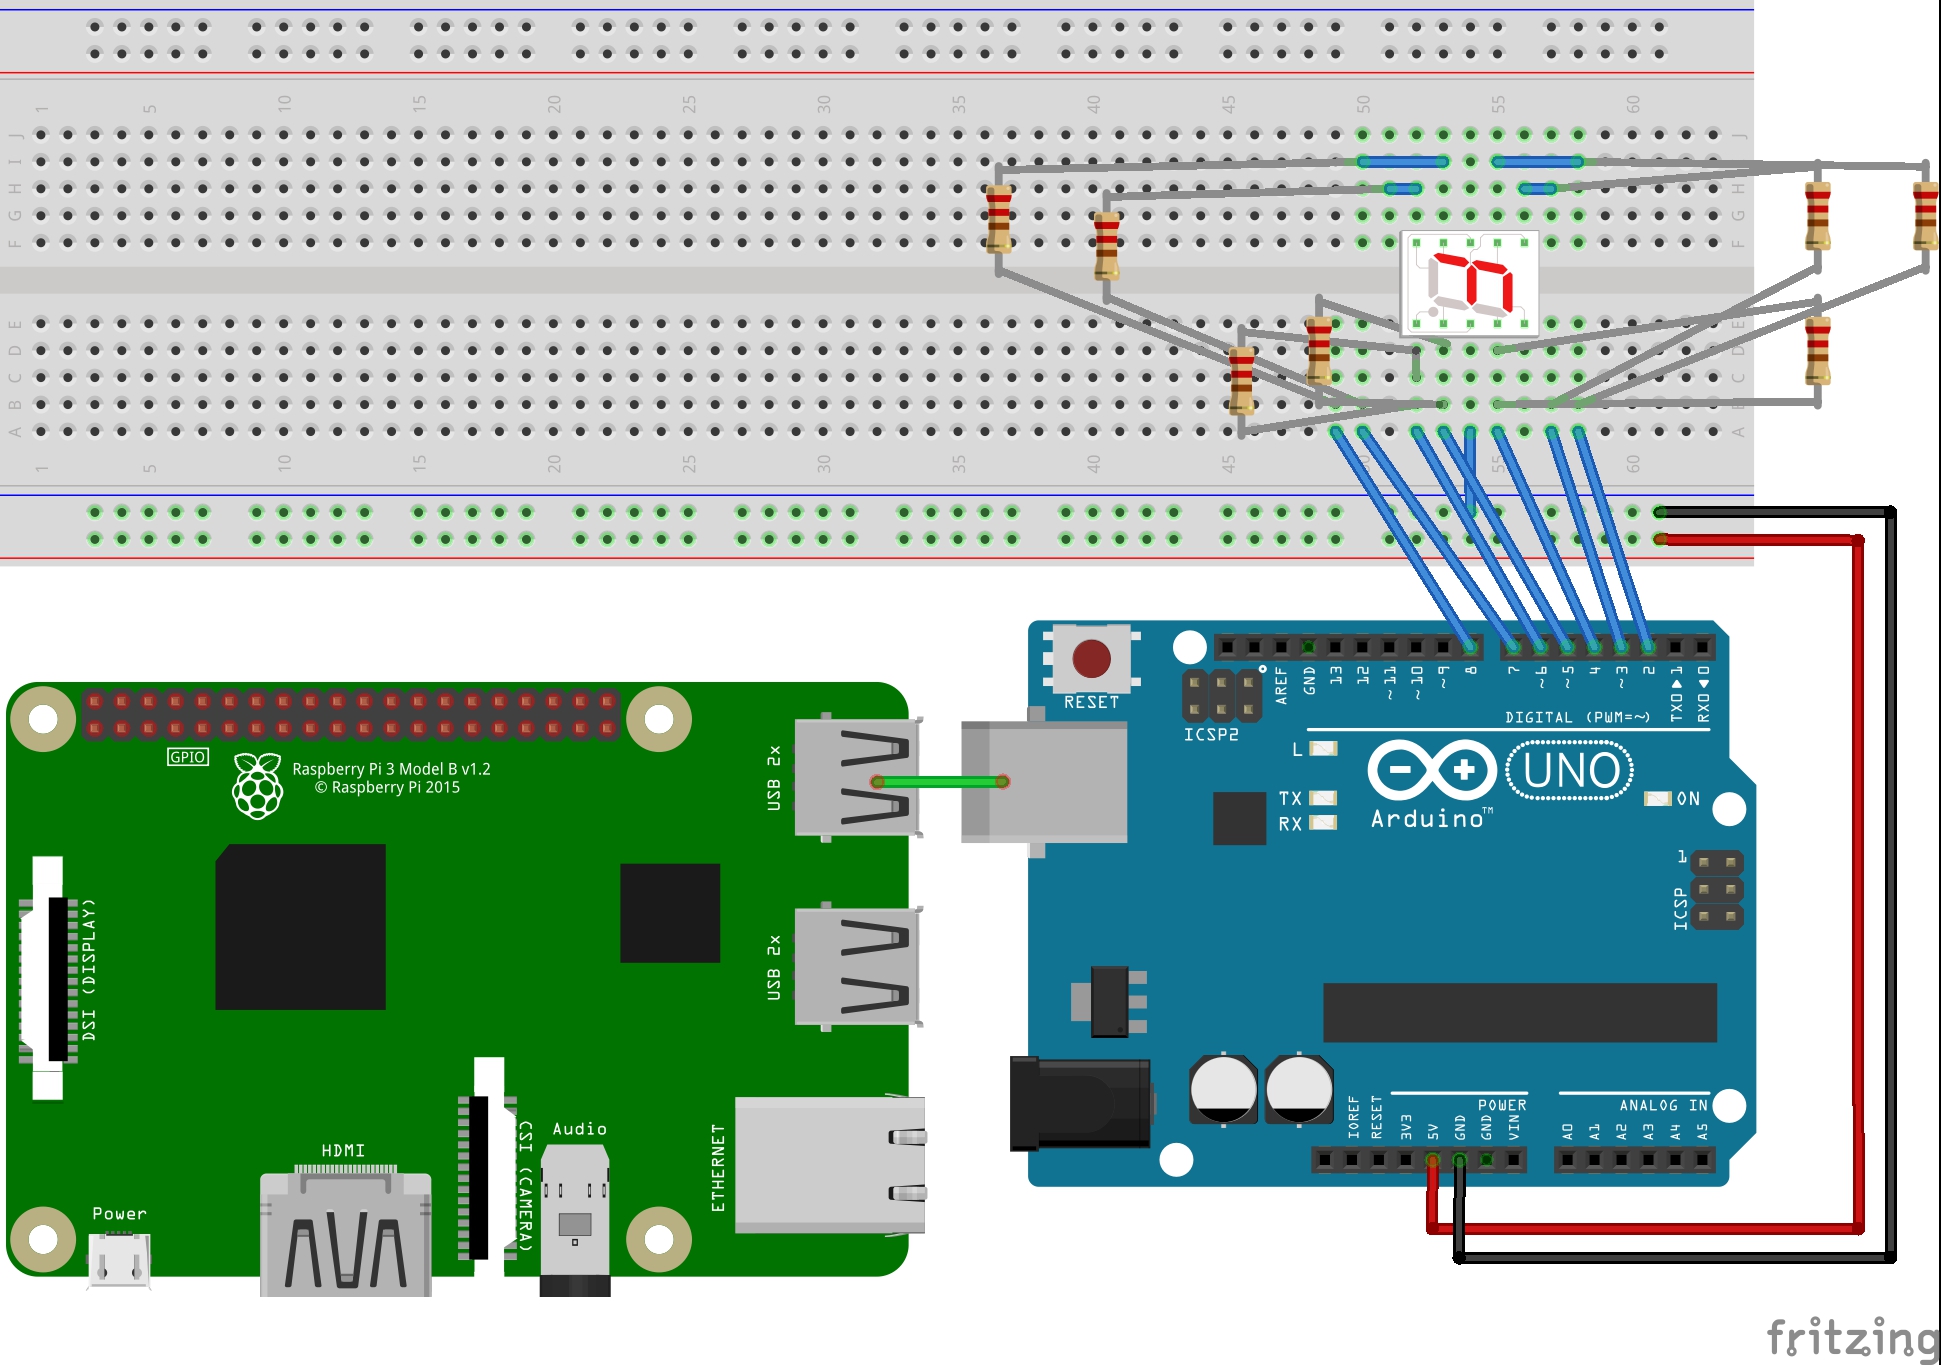 1 5 10 15 20 25 30 35 40 45 50 55 60
J
I
H
G
F
E
D
C
B
A
1 5 10 15 20 25 30 35 40 45 50 55 60
RESET
ICSP2
AREF
GND
13
12
~11
~10
~9
8
7
~6
~5
4
~3
2
TX0▶1
RX0◀0
DIGITAL (PWM=~)
L
TX
RX
Arduino™
UNO
ON
1
ICSP
GPIO
Raspberry Pi 3 Model B v1.2
© Raspberry Pi 2015
USB 2x
USB 2x
DSI (DISPLAY)
CSI (CAMERA)
Audio
ETHERNET
HDMI
Power
POWER
ANALOG IN
IOREF
RESET
3V3
5V
GND
GND
VIN
A0
A1
A2
A3
A4
A5
fritzing